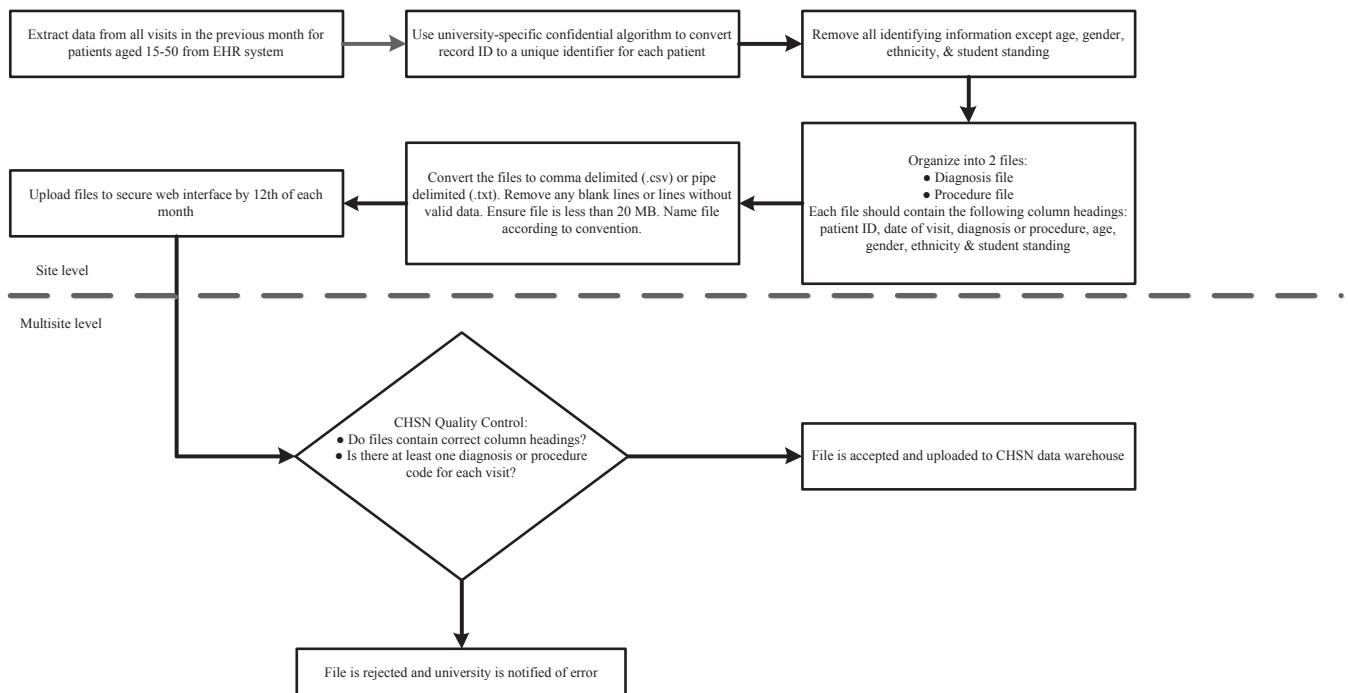 Extract data from all visits in the previous month for
patients aged 15-50 from EHR system
Use university-specific confidential algorithm to convert
record ID to a unique identifier for each patient
Remove all identifying information except age, gender,
ethnicity, & student standing
Organize into 2 files:
● Diagnosis file
● Procedure file
Each file should contain the following column headings:
patient ID, date of visit, diagnosis or procedure, age,
gender, ethnicity & student standing
Convert the files to comma delimited (.csv) or pipe
delimited (.txt). Remove any blank lines or lines without
valid data. Ensure file is less than 20 MB. Name file
according to convention.
Upload files to secure web interface by 12th of each
month
Site level
Multisite level
CHSN Quality Control:
● Do files contain correct column headings?
● Is there at least one diagnosis or procedure
code for each visit?
File is accepted and uploaded to CHSN data warehouse
File is rejected and university is notified of error